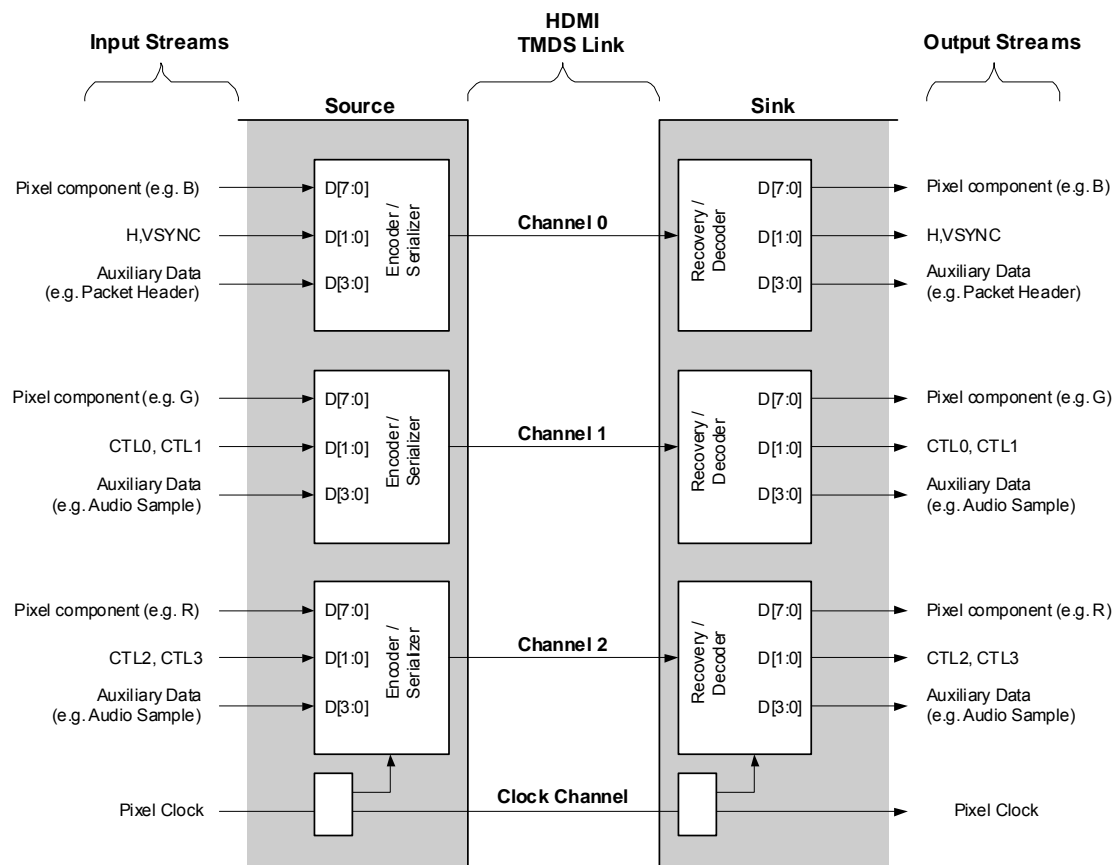 HDMI
TMDS Link
Input Streams
Output Streams
Source
Sink
Pixel component (e.g. B)
D[7:0]
H,VSYNC
D[1:0]
Auxiliary Data
(e.g. Packet Header)
D[3:0]
Encoder /
Serializer
Channel 0
Recovery /
Decoder
D[7:0]
Pixel component (e.g. B)
D[1:0]
H,VSYNC
D[3:0]
Auxiliary Data
(e.g. Packet Header)
Pixel component (e.g. G)
D[7:0]
CTL0, CTL1
D[1:0]
Auxiliary Data
(e.g. Audio Sample)
D[3:0]
Encoder /
Serializer
Channel 1
Recovery /
Decoder
D[7:0]
Pixel component (e.g. G)
D[1:0]
CTL0, CTL1
D[3:0]
Auxiliary Data
(e.g. Audio Sample)
Pixel component (e.g. R)
D[7:0]
CTL2, CTL3
D[1:0]
Auxiliary Data
(e.g. Audio Sample)
D[3:0]
Encoder /
Serializer
Channel 2
Recovery /
Decoder
D[7:0]
Pixel component (e.g. R)
D[1:0]
CTL2, CTL3
D[3:0]
Auxiliary Data
(e.g. Audio Sample)
Pixel Clock
Clock Channel
Pixel Clock